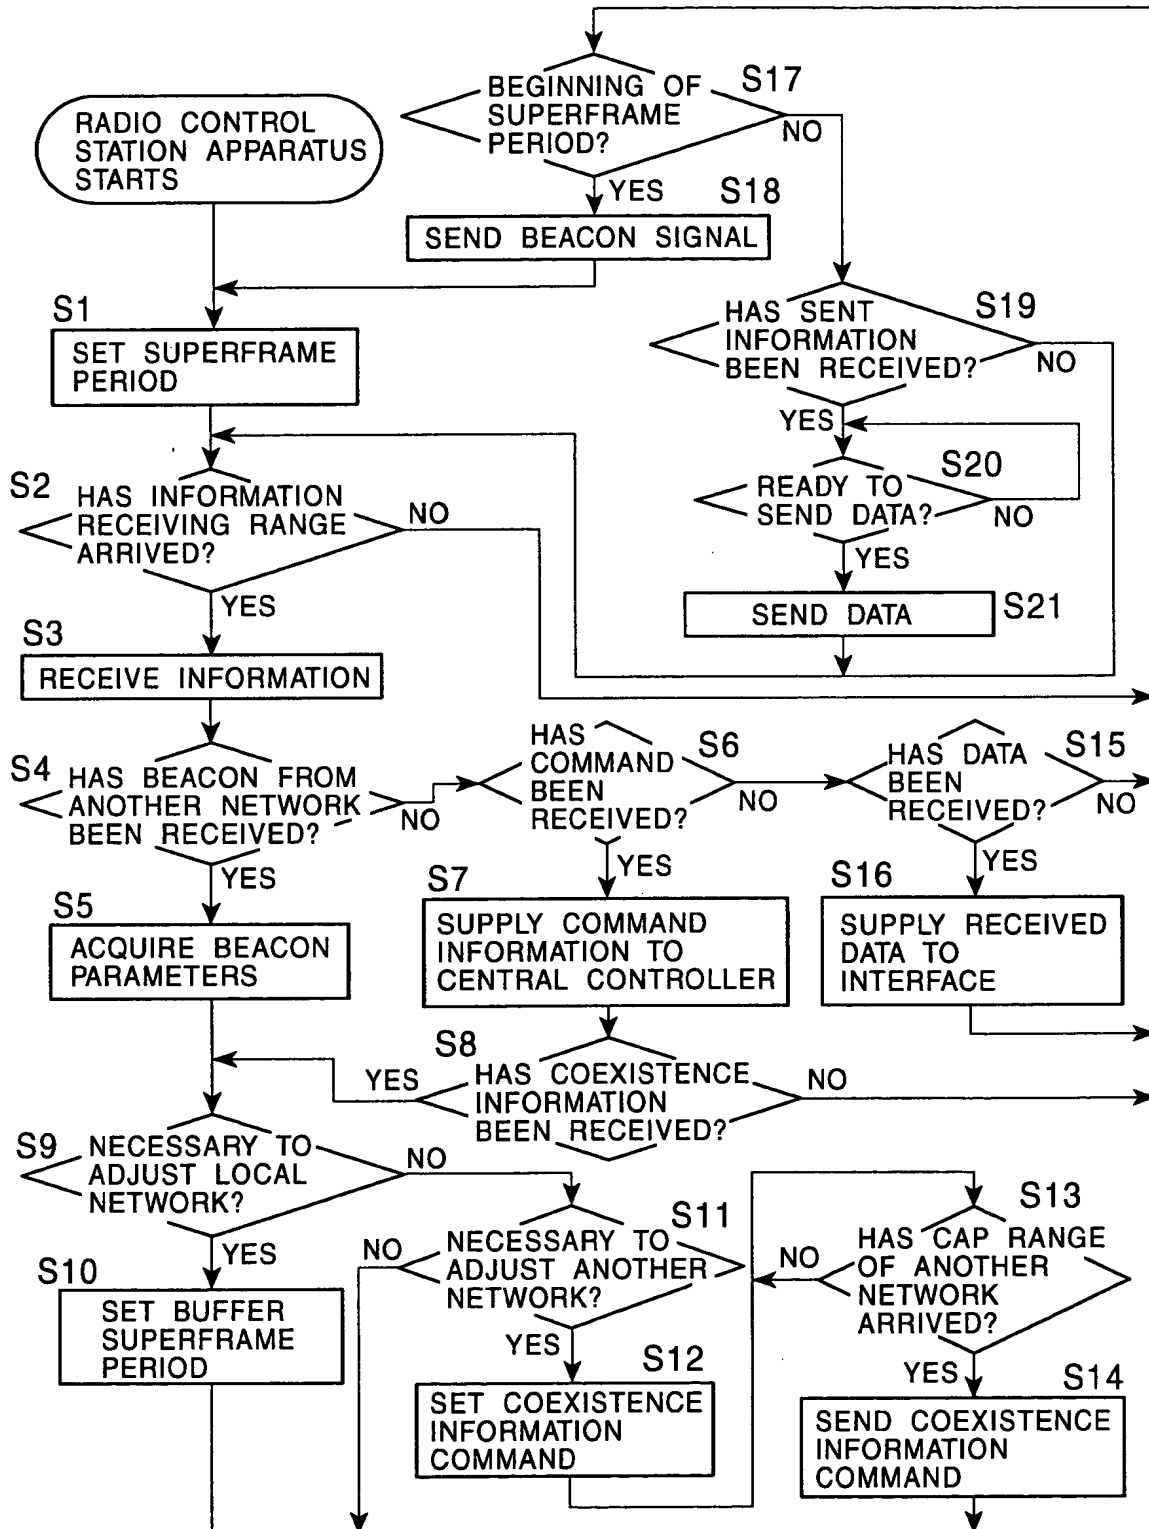 RADIO CONTROL
STATION APPARATUS
STARTS
BEGINNING OF
SUPERFRAME
PERIOD?
S17
NO
YES
S18
SEND BEACON SIGNAL
S1
SET SUPERFRAME
PERIOD
HAS SENT
INFORMATION
BEEN RECEIVED?
S19
NO
YES
S2
HAS INFORMATION
RECEIVING RANGE
ARRIVED?
NO
YES
READY TO
SEND DATA?
S20
NO
YES
SEND DATA
S21
S3
RECEIVE INFORMATION
S4
HAS BEACON FROM
ANOTHER NETWORK
BEEN RECEIVED?
NO
YES
HAS
COMMAND
BEEN
RECEIVED?
S6
NO
YES
HAS DATA
BEEN
RECEIVED?
S15
NO
YES
S5
ACQUIRE BEACON
PARAMETERS
S7
SUPPLY COMMAND
INFORMATION TO
CENTRAL CONTROLLER
S16
SUPPLY RECEIVED
DATA TO
INTERFACE
S8
YES
HAS COEXISTENCE
INFORMATION
BEEN RECEIVED?
NO
S9
NECESSARY TO
ADJUST LOCAL
NETWORK?
NO
YES
S10
SET BUFFER
SUPERFRAME
PERIOD
S11
NO
NECESSARY TO
ADJUST ANOTHER
NETWORK?
YES
S12
SET COEXISTENCE
INFORMATION
COMMAND
S13
NO
HAS CAP RANGE
OF ANOTHER
NETWORK
ARRIVED?
YES
S14
SEND COEXISTENCE
INFORMATION
COMMAND